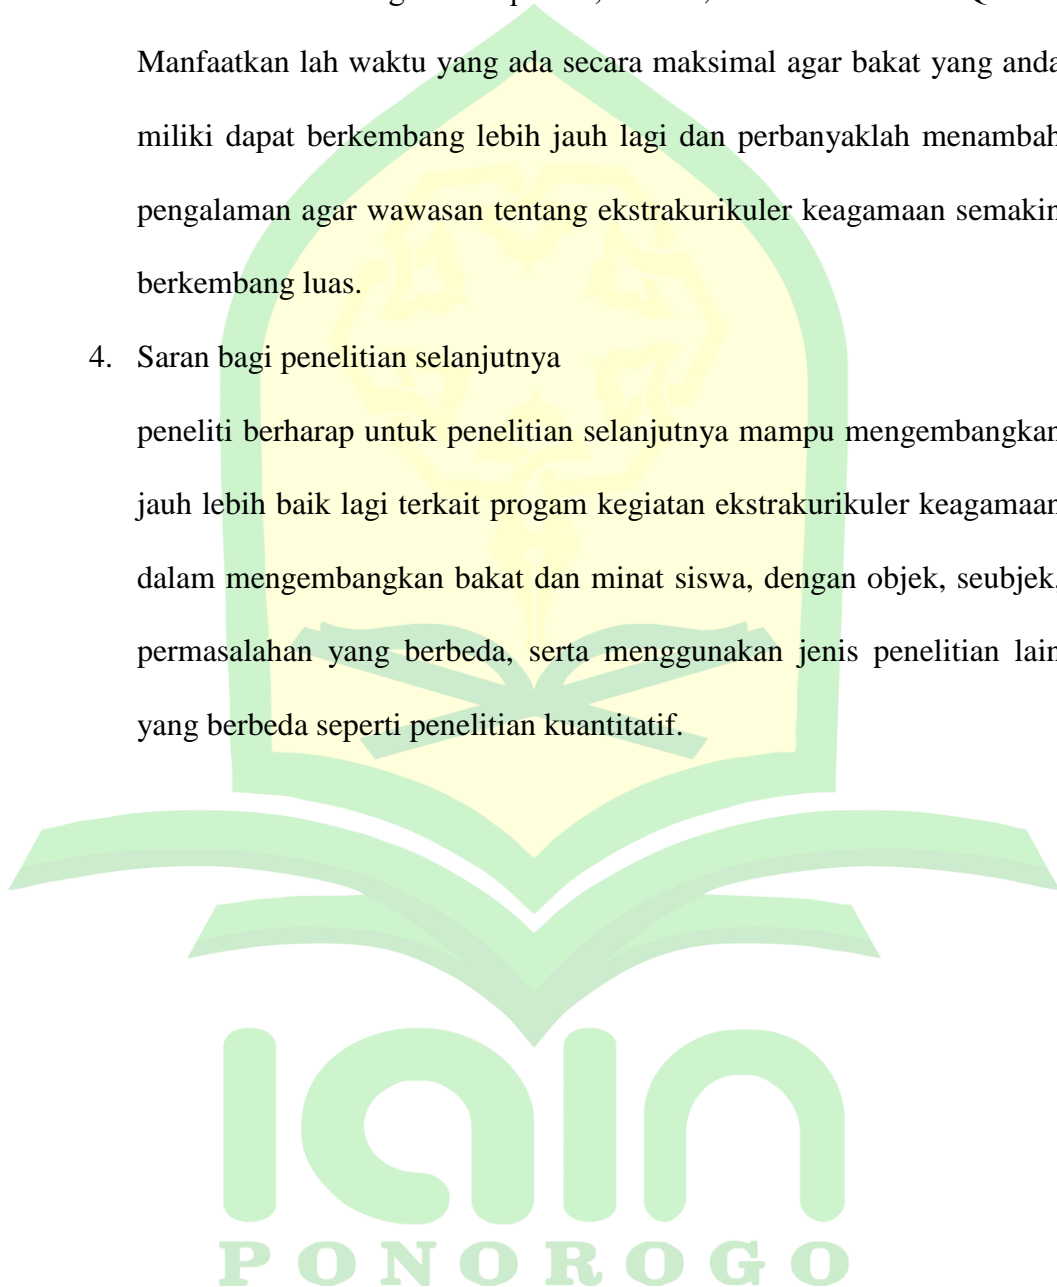 Manfaatkan lah waktu yang ada secara maksimal agar bakat yang anda
miliki dapat berkembang lebih jauh lagi dan perbanyaklah menambah
pengalaman agar wawasan tentang ekstrakurikuler keagamaan semakin
berkembang luas.
4. Saran bagi penelitian selanjutnya
peneliti berharap untuk penelitian selanjutnya mampu mengembangkan
jauh lebih baik lagi terkait progam kegiatan ekstrakurikuler keagamaan
dalam mengembangkan bakat dan minat siswa, dengan objek, seubjek,
permasalahan yang berbeda, serta menggunakan jenis penelitian lain
yang berbeda seperti penelitian kuantitatif.
iain
PONOROGO